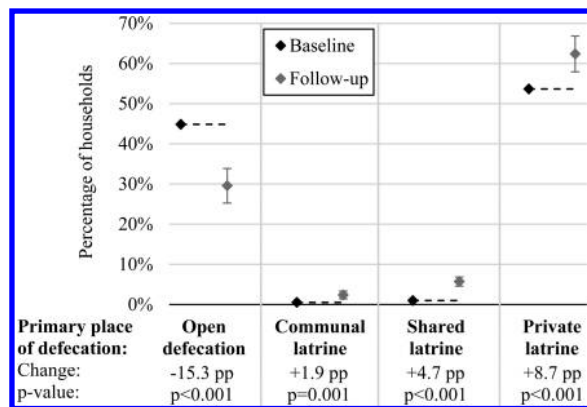 70%
60%
50%
40%
30%
20%
10%
0%
Percentage of households
Baseline
Follow-up
Primary place of defecation:
Open defecation
Communal latrine
Shared latrine
Private latrine
Change: -15.3 pp +1.9 pp +4.7 pp +8.7 pp
p-value: p<0.001 p=0.001 p<0.001 p<0.001